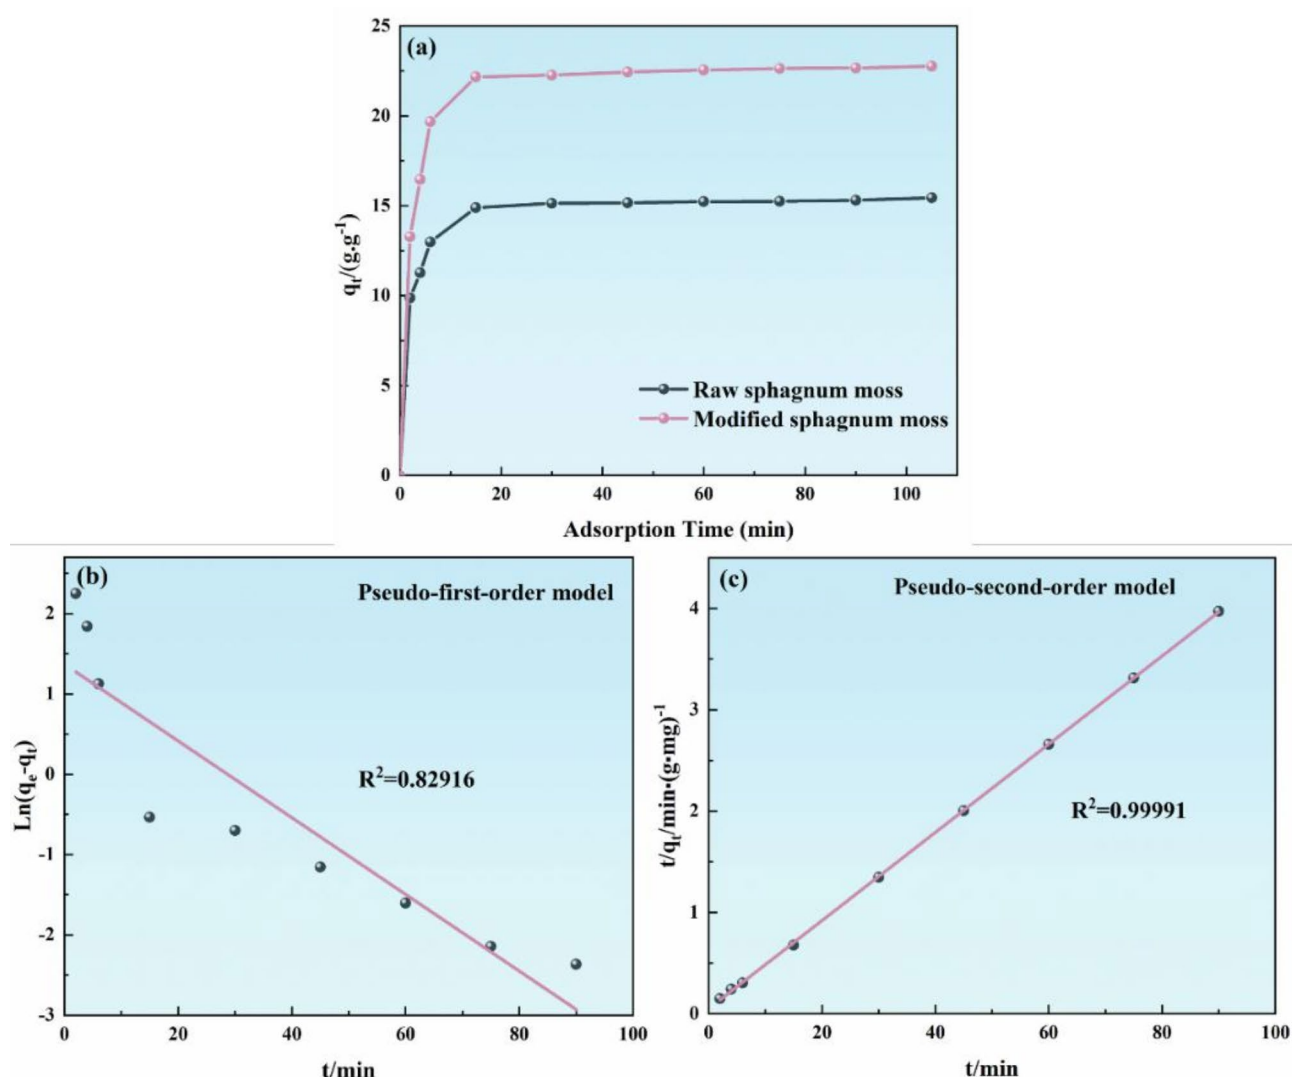 (a)
25
20
15
10
5
0
qt/(g·g-1)
Raw sphagnum moss
Modified sphagnum moss
0 20 40 60 80 100
Adsorption Time (min)
(b)
Pseudo-first-order model
2
1
0
-1
-2
-3
Ln(qe-qt)
R2=0.82916
0 20 40 60 80 100
t/min
(c)
Pseudo-second-order model
4
3
2
1
0
t/qt/min·(g·mg)-1
R2=0.99991
0 20 40 60 80 100
t/min